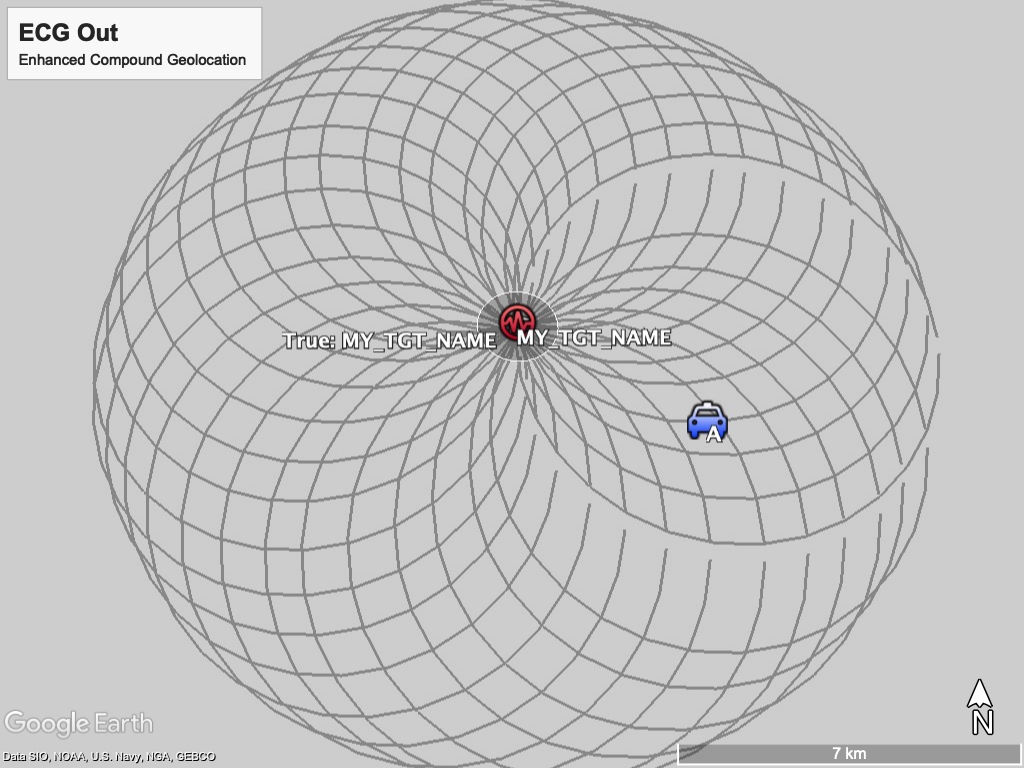 ECG Out
Enhanced Compound Geolocation
True: MY_TGT_NAME
MY_TGT_NAME
A
N
Google Earth
7 km
Data SIO, NOAA, U.S. Navy, NGA, GEBCO